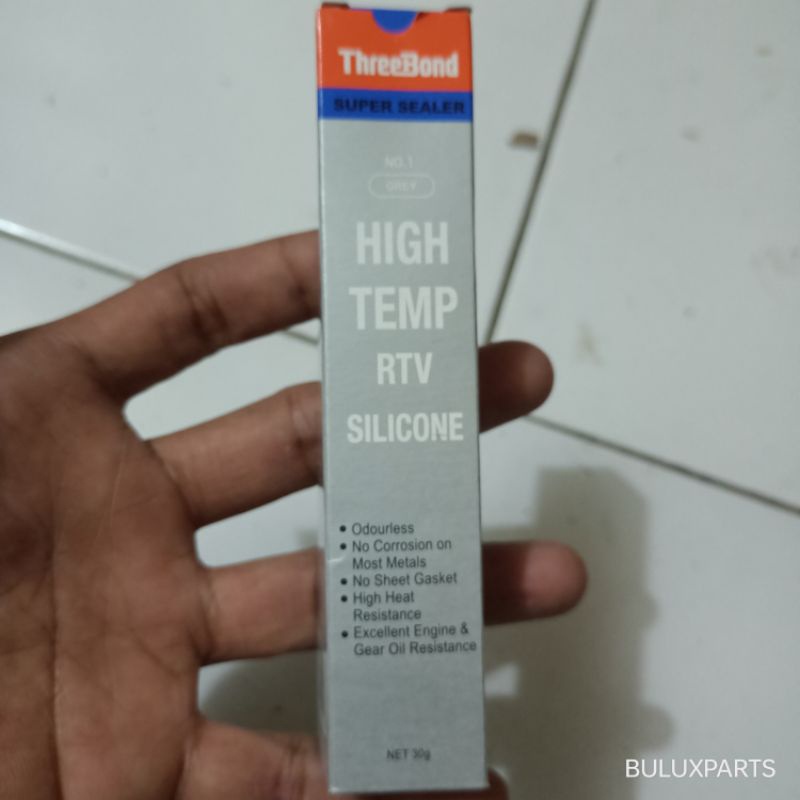 ThreeBond
SUPER SEALER
NO.1
GREY
HIGH
TEMP
RTV
SILICONE
• Odourless
• No Corrosion on
Most Metals
• No Sheet Gasket
• High Heat
Resistance
• Excellent Engine &
Gear Oil Resistance
NET 30g
BULUXPARTS